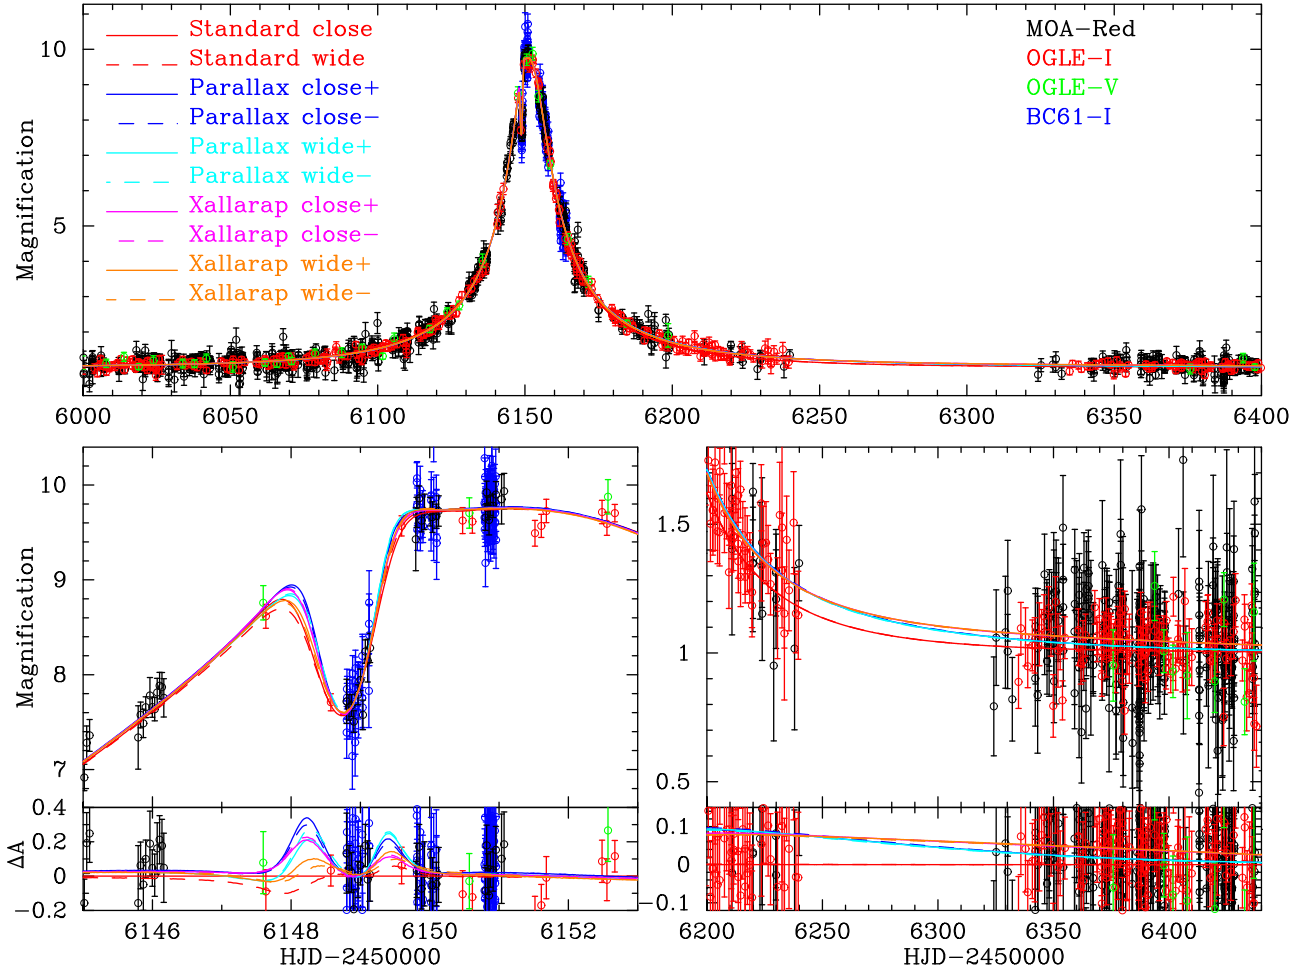 Standard close
Standard wide
Parallax close+
Parallax close−
Parallax wide+
Parallax wide−
Xallarap close+
Xallarap close−
Xallarap wide+
Xallarap wide−
MOA−Red
OGLE−I
OGLE−V
BC61−I
Magnification
10
5
6000 6050 6100 6150 6200 6250 6300 6350 6400
Magnification
10
9
8
7
ΔA
0.4
0.2
0
−0.2
6146 6148 6150 6152
HJD−2450000
1.5
1
0.5
0.1
0
−0.1
6200 6250 6300 6350 6400
HJD−2450000